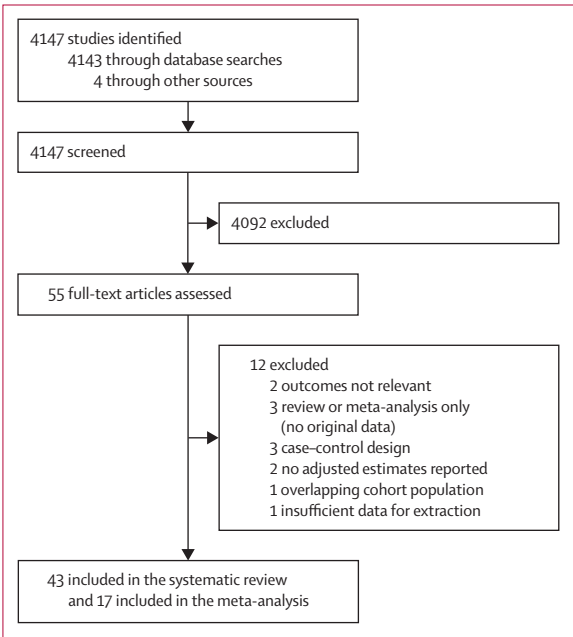 4147 studies identified
4143 through database searches
4 through other sources
4147 screened
4092 excluded
55 full-text articles assessed
12 excluded
2 outcomes not relevant
3 review or meta-analysis only
(no original data)
3 case–control design
2 no adjusted estimates reported
1 overlapping cohort population
1 insufficient data for extraction
43 included in the systematic review
and 17 included in the meta-analysis